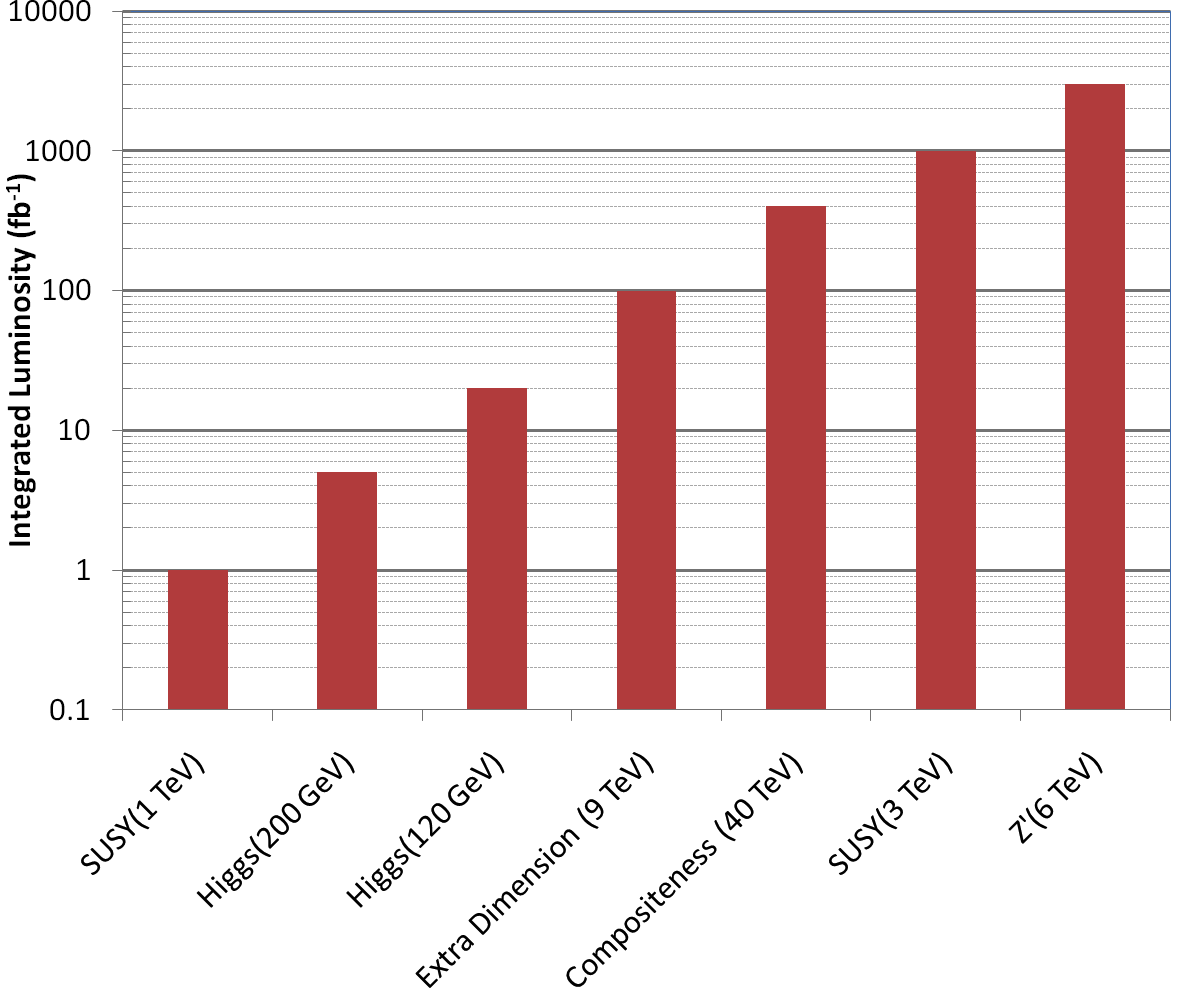 Integrated Luminosity (fb-1)
10000
1000
100
10
1
0.1
SUSY(1 TeV)
Higgs(200 GeV)
Higgs(120 GeV)
Extra Dimension (9 TeV)
Compositeness (40 TeV)
SUSY(3 TeV)
Z'(6 TeV)